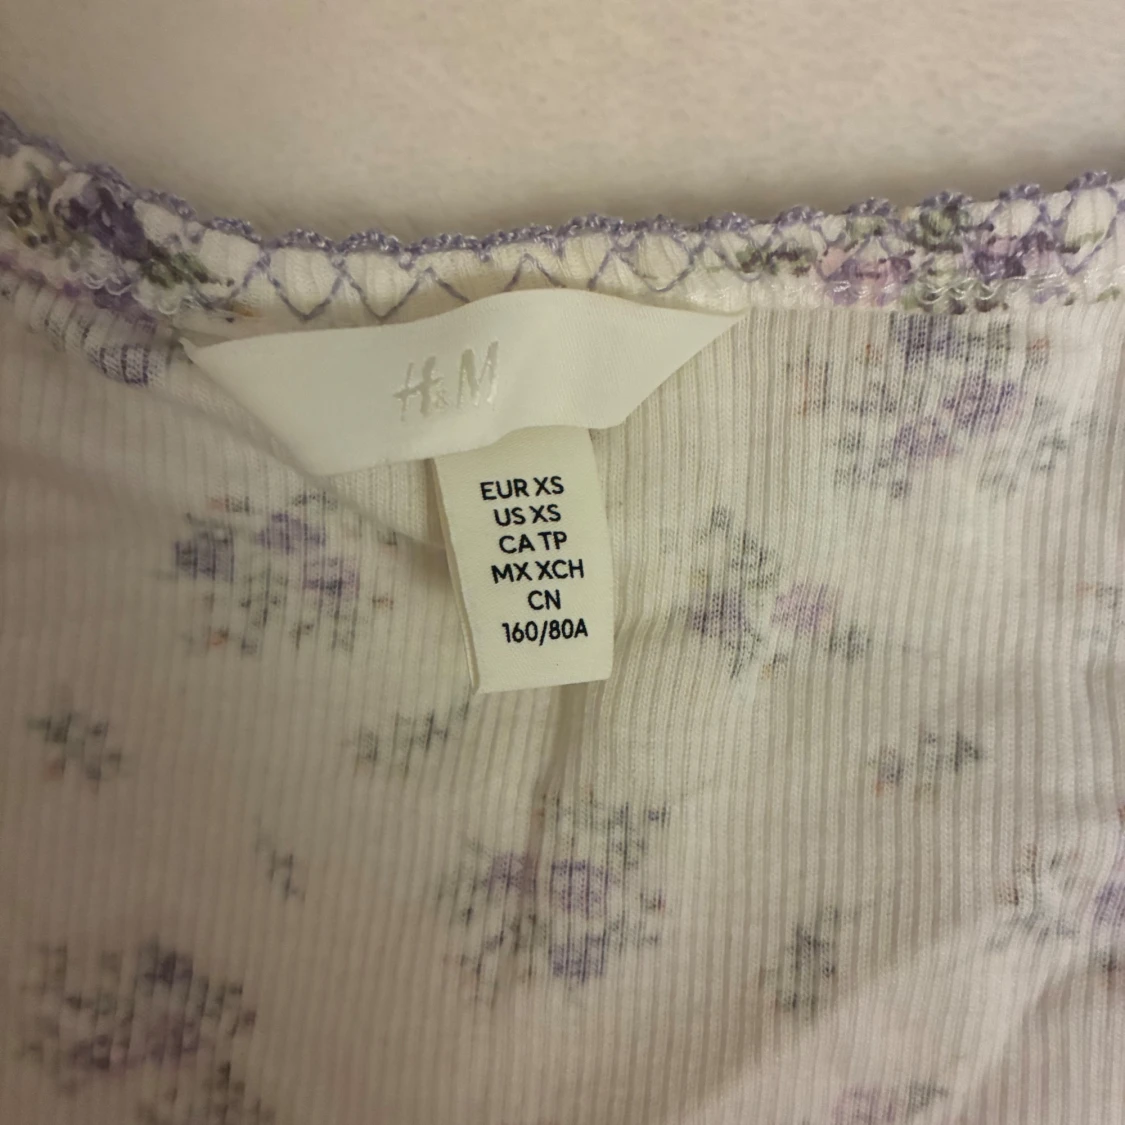 H&M
EUR XS
US XS
CA TP
MX XCH
CN
160/80A